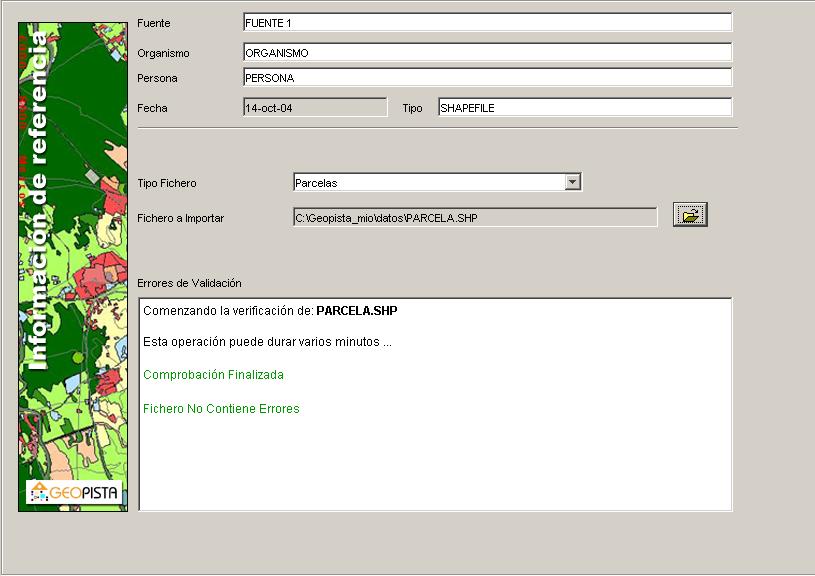 Fuente FUENTE 1
Organismo ORGANISMO
Persona PERSONA
Fecha 14-oct-04 Tipo SHAPEFILE
Tipo Fichero Parcelas
Fichero a Importar C:\Geopista_mio\datos\PARCELA.SHP
Errores de Validación
Comenzando la verificación de: PARCELA.SHP
Esta operación puede durar varios minutos ...
Comprobación Finalizada
Fichero No Contiene Errores
Información de referencia
GEOPISTA